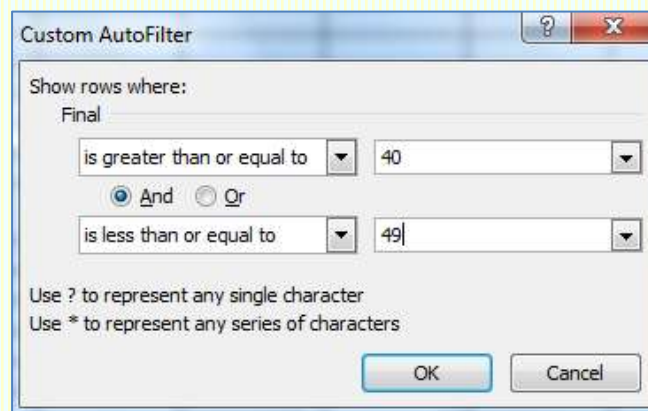 Custom AutoFilter
Show rows where:
Final
is greater than or equal to 40
And Or
is less than or equal to 49
Use ? to represent any single character
Use * to represent any series of characters
OK Cancel